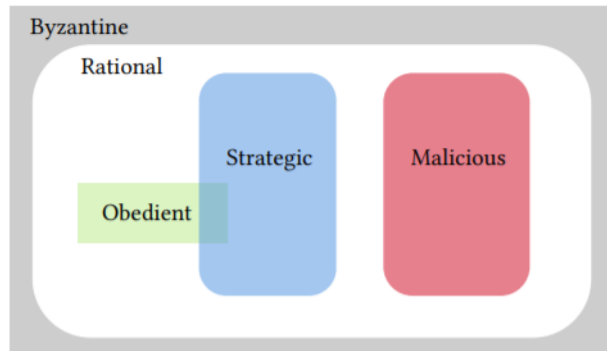 Byzantine
Rational
Strategic
Malicious
Obedient